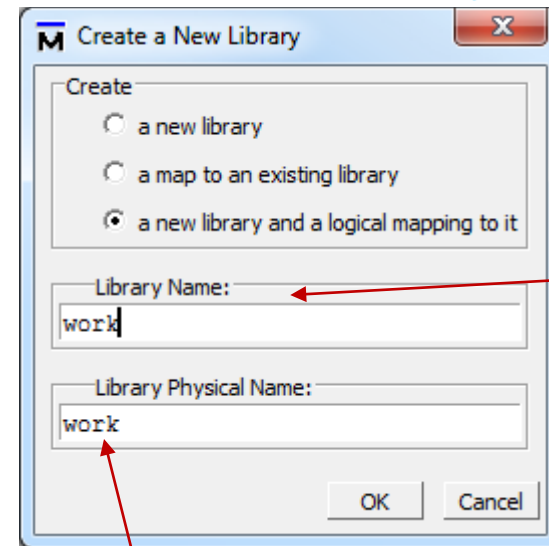 Create a New Library
Create
a new library
a map to an existing library
a new library and a logical mapping to it
Library Name:
work
Library Physical Name:
work
OK Cancel